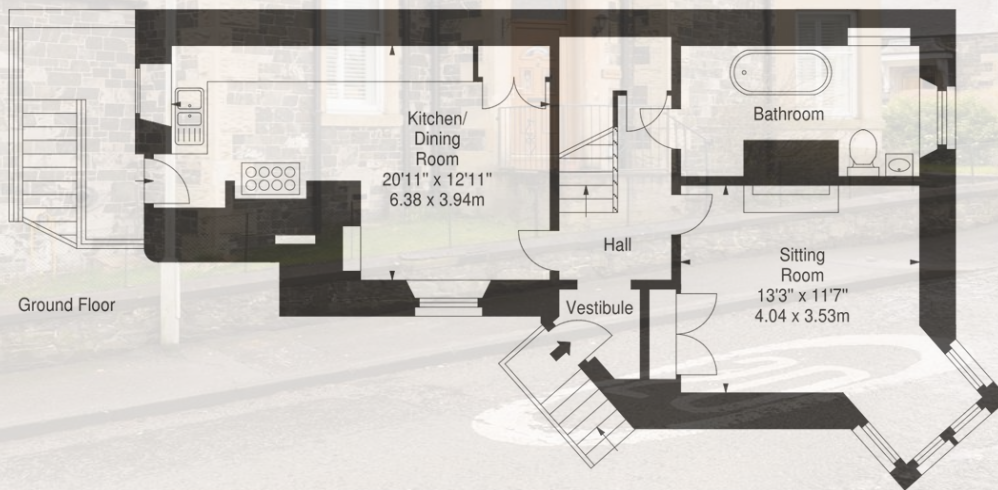 Kitchen/
Dining
Room
20'11" x 12'11"
6.38 x 3.94m
Bathroom
Hall
Sitting
Room
13'3" x 11'7"
4.04 x 3.53m
Vestibule
Ground Floor